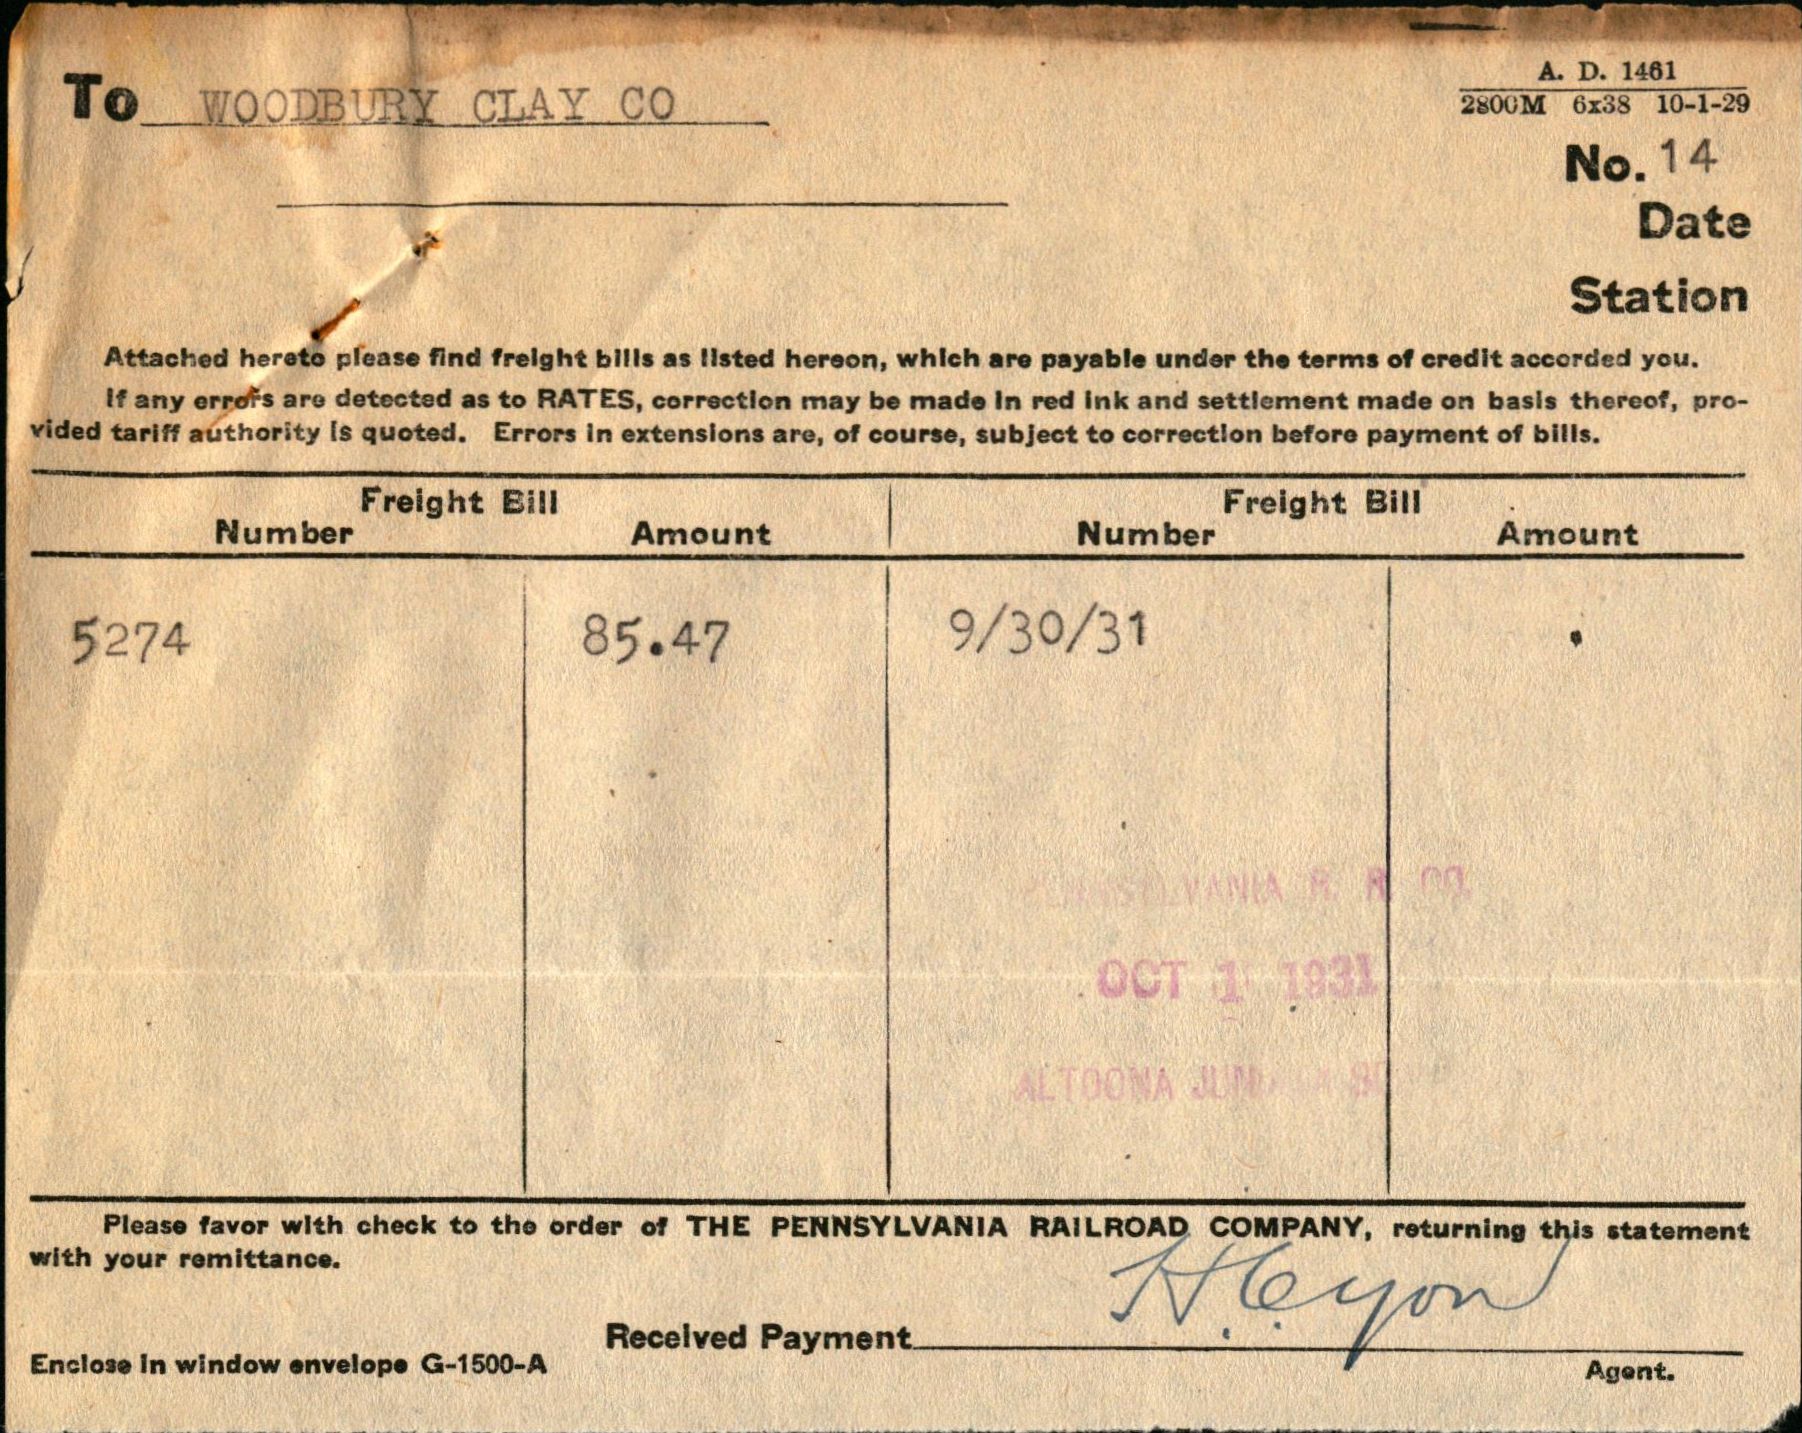 To WOODBURY CLAY CO
A. D. 1461
2800M 6x38 10-1-29
No. 14
Date
Station
Attached hereto please find freight bills as listed hereon, which are payable under the terms of credit accorded you.
If any errors are detected as to RATES, correction may be made in red ink and settlement made on basis thereof, pro-
vided tariff authority is quoted. Errors in extensions are, of course, subject to correction before payment of bills.
Freight Bill Freight Bill
Number Amount Number Amount
5274 85.47 9/30/31 .
PENNSYLVANIA R. R. CO.
OCT 1 1931
ALTOONA
Please favor with check to the order of THE PENNSYLVANIA RAILROAD COMPANY, returning this statement
with your remittance.
Received Payment
Enclose in window envelope G-1500-A
Agent.